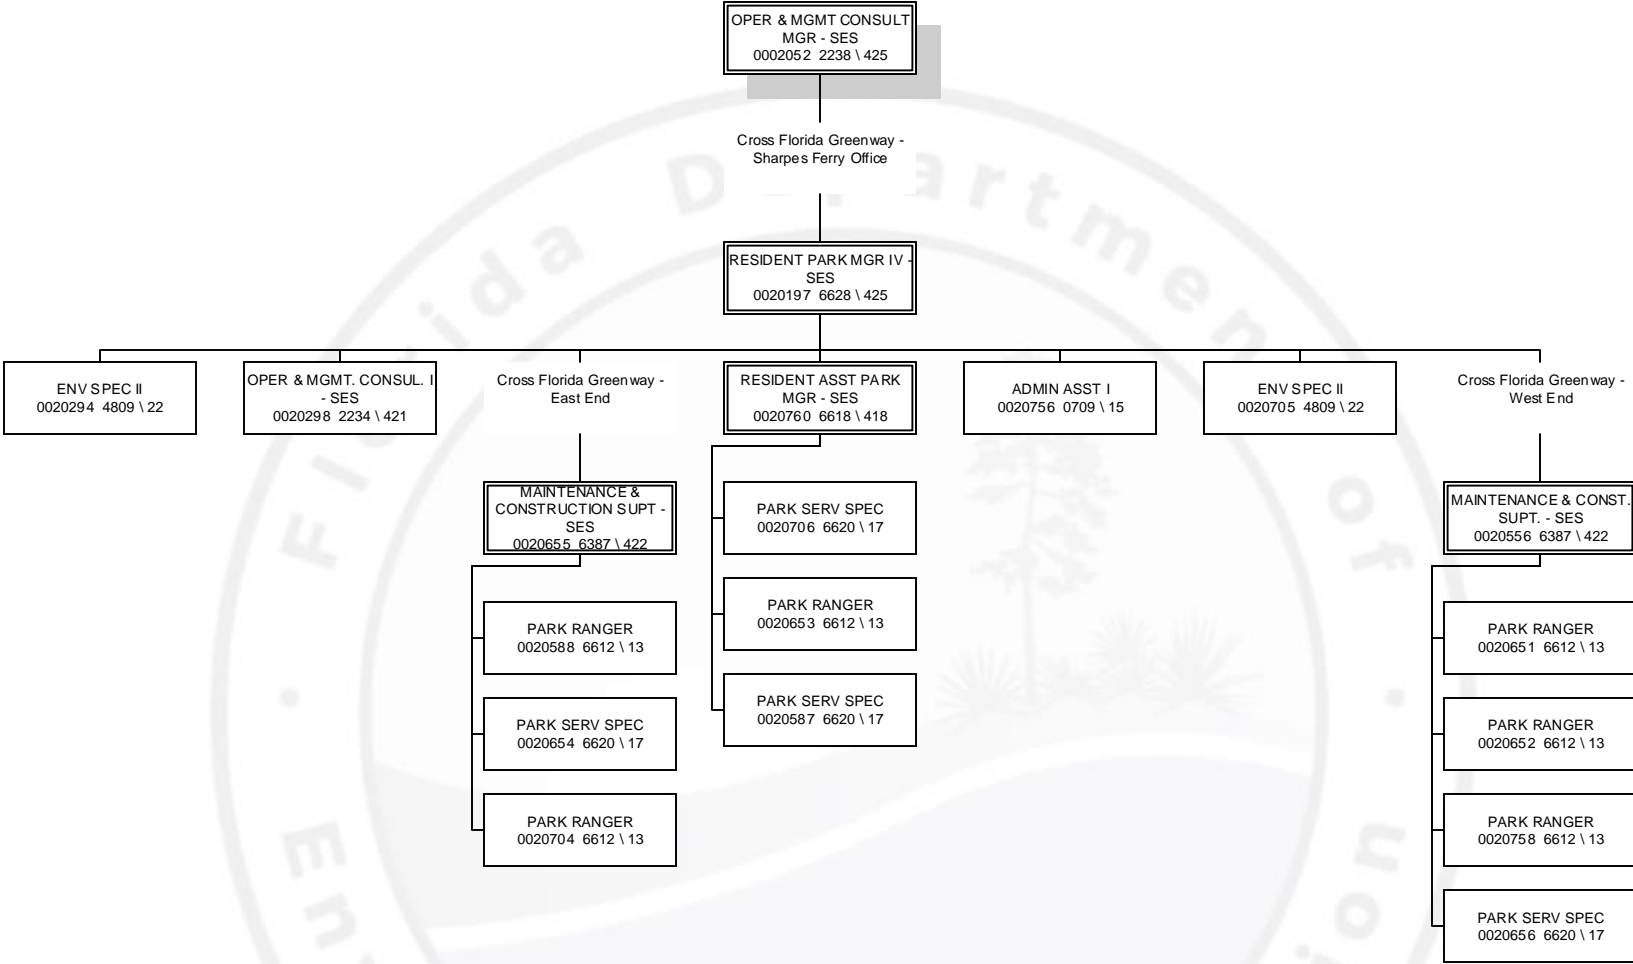 OPER & MGMT CONSULT
MGR - SES
0002052 2238 \ 425
Cross Florida Greenway -
Sharpes Ferry Office
RESIDENT PARK MGR IV -
SES
0020197 6628 \ 425
ENV SPEC II
0020294 4809 \ 22
OPER & MGMT. CONSUL. I
- SES
0020298 2234 \ 421
Cross Florida Greenway -
East End
RESIDENT ASST PARK
MGR - SES
0020760 6618 \ 418
ADMIN ASST I
0020756 0709 \ 15
ENV SPEC II
0020705 4809 \ 22
Cross Florida Greenway -
West End
MAINTENANCE &
CONSTRUCTION SUPT -
SES
0020655 6387 \ 422
PARK RANGER
0020588 6612 \ 13
PARK SERV SPEC
0020654 6620 \ 17
PARK RANGER
0020704 6612 \ 13
PARK SERV SPEC
0020706 6620 \ 17
PARK RANGER
0020653 6612 \ 13
PARK SERV SPEC
0020587 6620 \ 17
MAINTENANCE & CONST.
SUPT. - SES
0020556 6387 \ 422
PARK RANGER
0020651 6612 \ 13
PARK RANGER
0020652 6612 \ 13
PARK RANGER
0020758 6612 \ 13
PARK SERV SPEC
0020656 6620 \ 17
Florida Department of